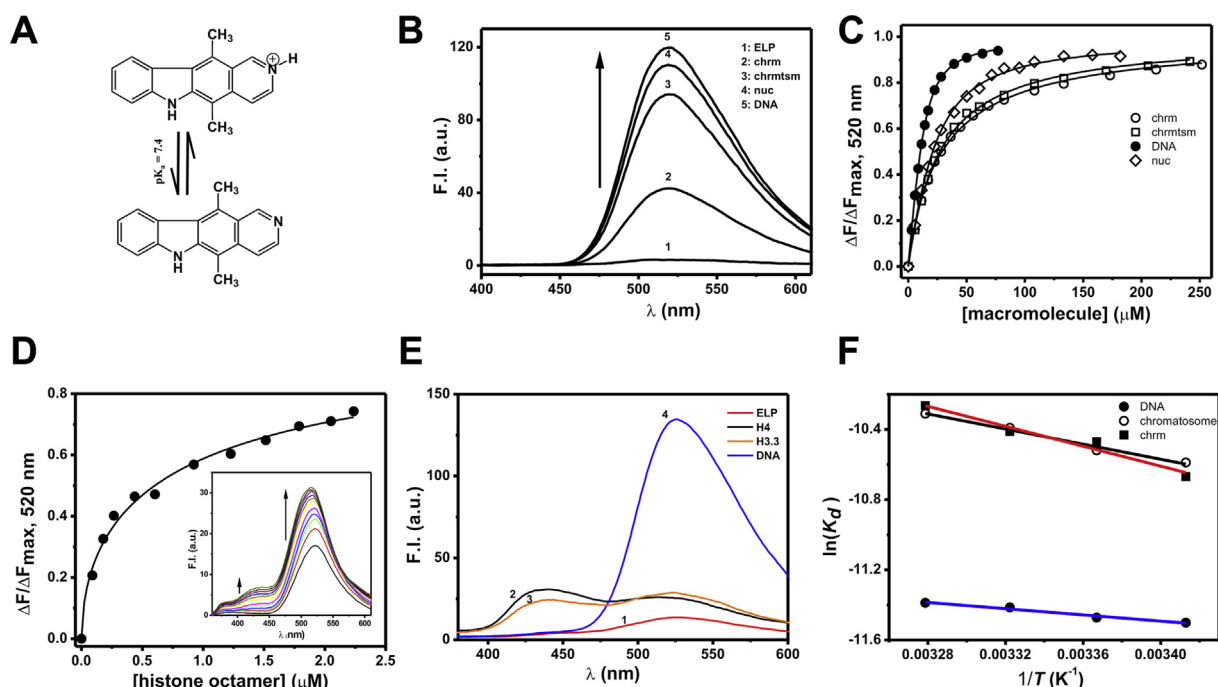 A
CH3
N-H
+
N
H
CH3
pKa = 7.4
CH3
N
N
H
CH3
B
F.I. (a.u.)
120
80
40
0
5
4
3
2
1
1: ELP
2: chrm
3: chrmtsm
4: nuc
5: DNA
400
450
500
550
600
λ (nm)
C
ΔF/ΔFmax, 520 nm
1.0
0.8
0.6
0.4
0.2
0.0
chrm
chrmtsm
DNA
nuc
0
50
100
150
200
250
[macromolecule] (μM)
D
ΔF/ΔFmax, 520 nm
0.8
0.6
0.4
0.2
0.0
F.I. (a.u.)
30
20
10
0
400
450
500
550
600
λ (nm)
0.0
0.5
1.0
1.5
2.0
2.5
[histone octamer] (μM)
E
F.I. (a.u.)
150
100
50
0
4
2
3
1
ELP
H4
H3.3
DNA
400
450
500
550
600
λ (nm)
F
ln(Kd)
-10.4
-10.8
-11.2
-11.6
DNA
chromatosome
chrm
0.00328
0.00332
0.00336
0.00340
1/T (K-1)